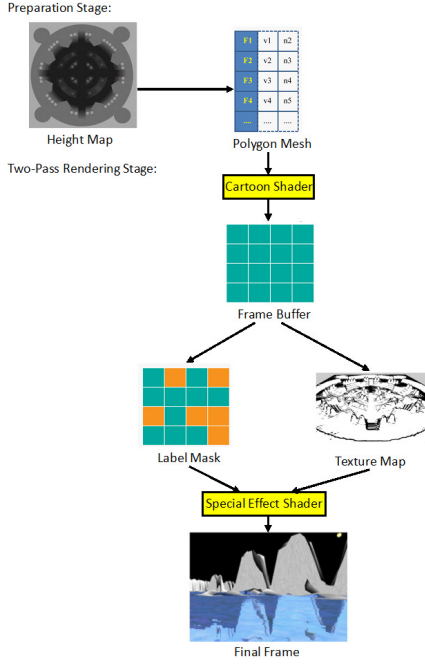 Preparation Stage:
F1 v1 n2
F2 v2 n3
F3 v3 n4
F4 v4 n5
.... .... ....
Height Map
Polygon Mesh
Two-Pass Rendering Stage:
Cartoon Shader
Frame Buffer
Label Mask
Texture Map
Special Effect Shader
Final Frame